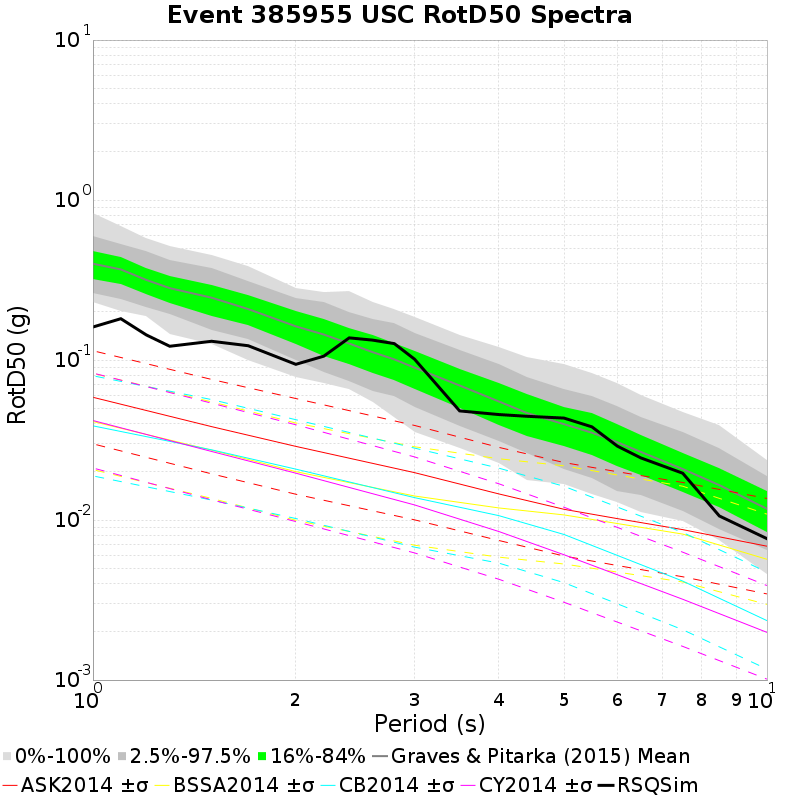 Event 385955 USC RotD50 Spectra
10^1
10^0
10^-1
10^-2
10^-3
RotD50 (g)
10^0 2 3 4 5 6 7 8 9 10^1
Period (s)
0%-100% 2.5%-97.5% 16%-84% Graves & Pitarka (2015) Mean
ASK2014 ±σ BSSA2014 ±σ CB2014 ±σ CY2014 ±σ RSQSim